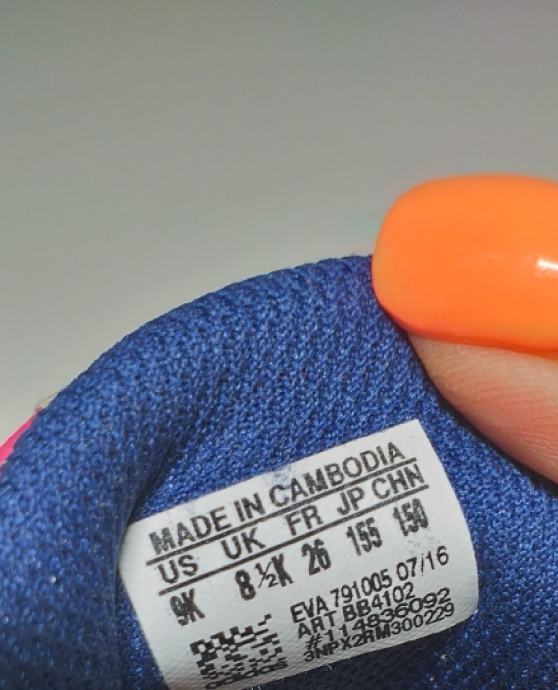 MADE IN CAMBODIA
US UK FR JP CHN
9K 8½K 26 155 150
EVA 791005 07/16
ART BB4102
#114836092
3NPX2RM300229
adidas